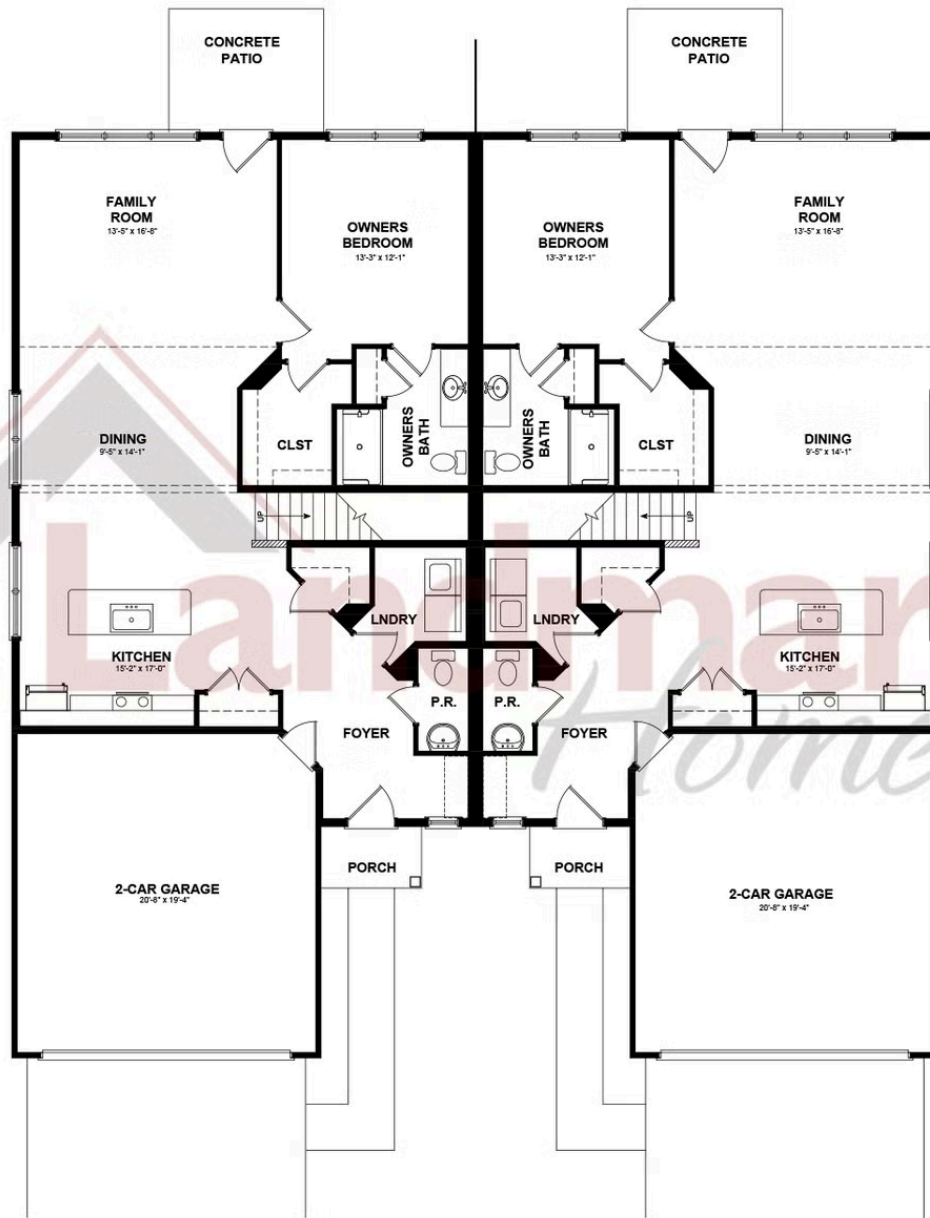 CONCRETE
PATIO
CONCRETE
PATIO
FAMILY
ROOM
13'-5" x 16'-8"
OWNERS
BEDROOM
13'-3" x 12'-1"
OWNERS
BEDROOM
13'-3" x 12'-1"
FAMILY
ROOM
13'-5" x 16'-8"
DINING
9'-5" x 14'-1"
CLST
OWNERS
BATH
OWNERS
BATH
CLST
DINING
9'-5" x 14'-1"
UP
UP
Landmar
Home
LNDRY
LNDRY
KITCHEN
15'-2" x 17'-0"
KITCHEN
15'-2" x 17'-0"
P.R.
P.R.
FOYER
FOYER
PORCH
PORCH
2-CAR GARAGE
20'-8" x 19'-4"
2-CAR GARAGE
20'-8" x 19'-4"